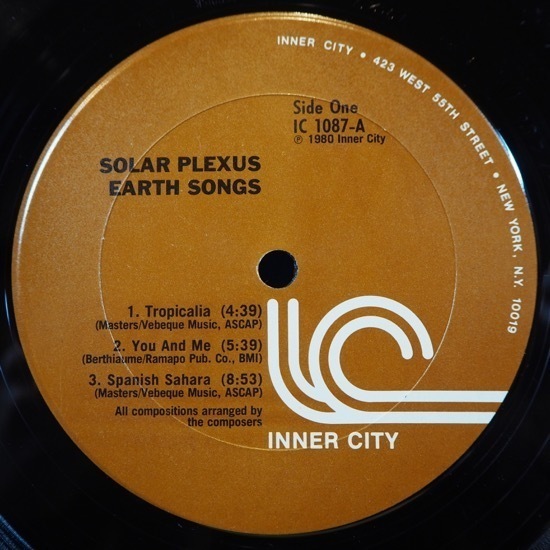 INNER CITY • 423 WEST 55TH STREET • NEW YORK, N.Y. 10019
Side One
IC 1087-A
℗ 1980 Inner City
SOLAR PLEXUS
EARTH SONGS
1. Tropicalia (4:39)
(Masters/Vebeque Music, ASCAP)
2. You And Me (5:39)
(Berthiaume/Ramapo Pub. Co., BMI)
3. Spanish Sahara (8:53)
(Masters/Vebeque Music, ASCAP)
All compositions arranged by
the composers
IC
INNER CITY